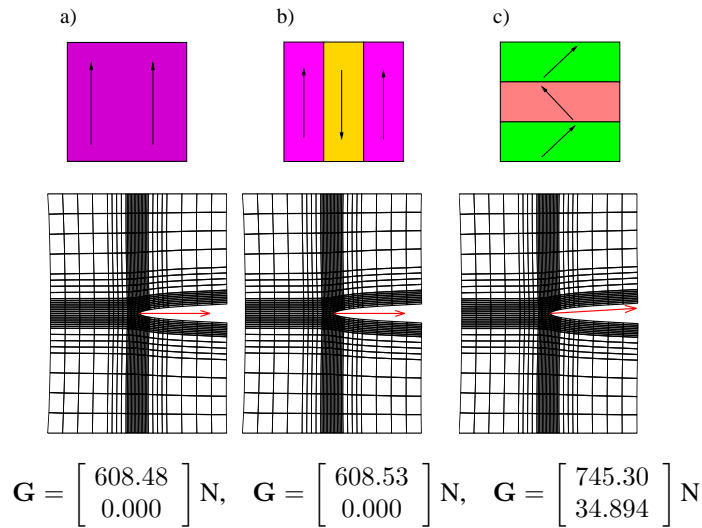 a) b) c)
G = [ 608.48 0.000 ] N, G = [ 608.53 0.000 ] N, G = [ 745.30 34.894 ] N